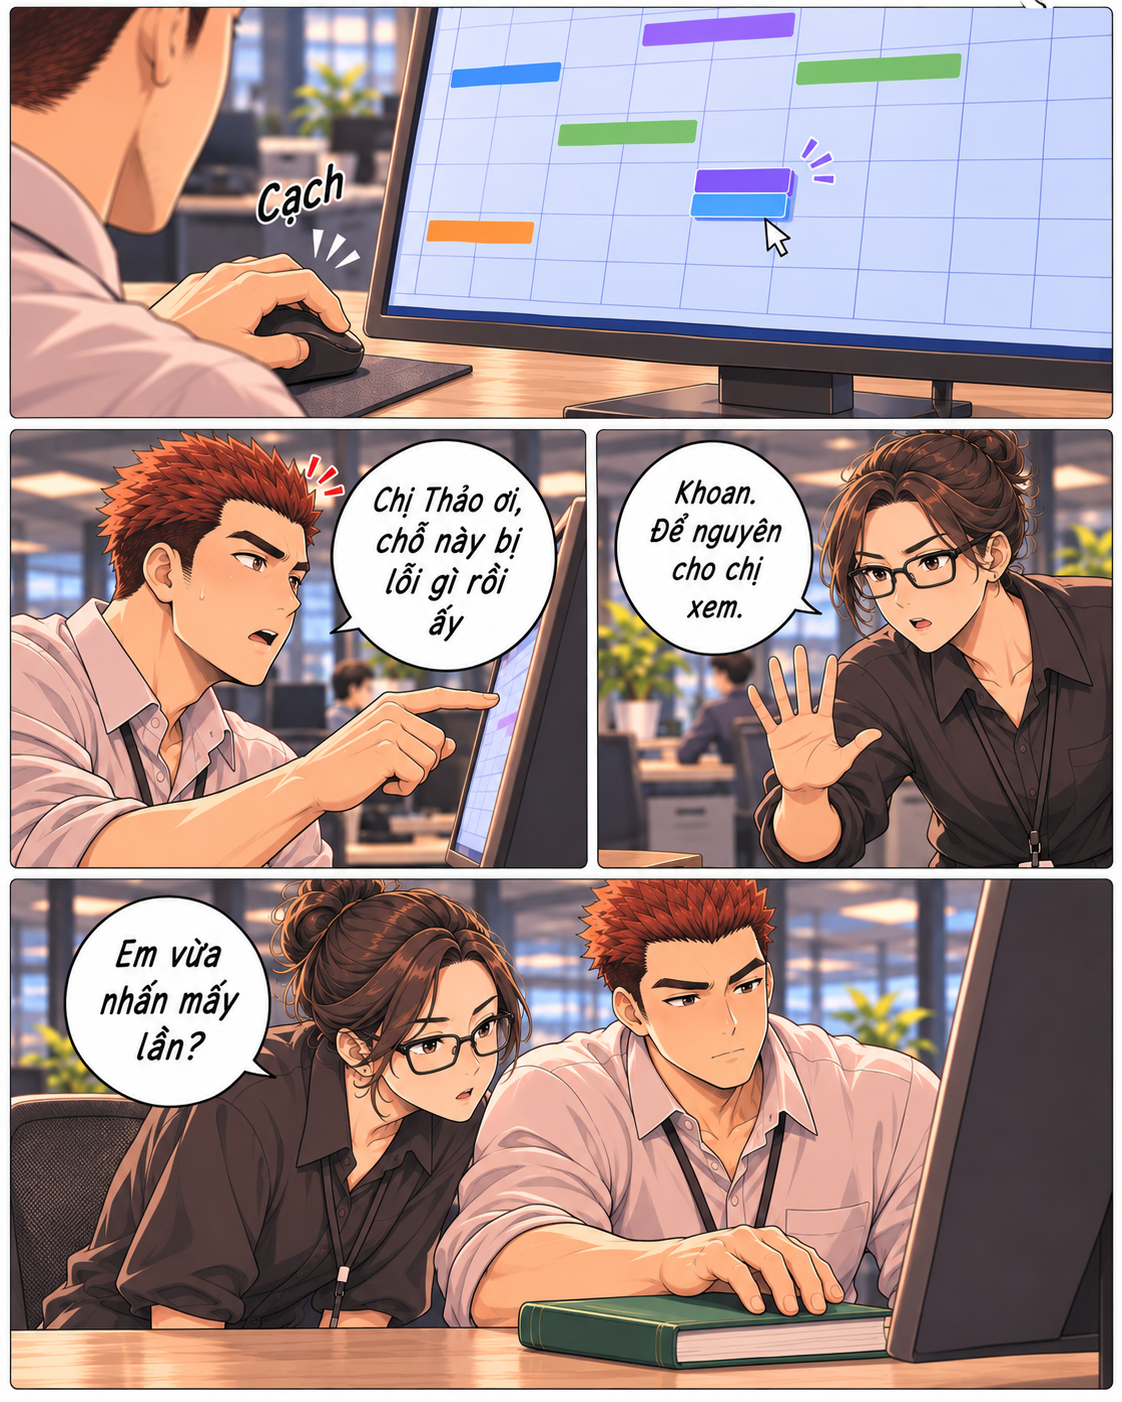 Cạch
Chị Thảo ơi,
chỗ này bị
lỗi gì rồi
ấy
Khoan.
Để nguyên
cho chị
xem.
Em vừa
nhấn mấy
lần?